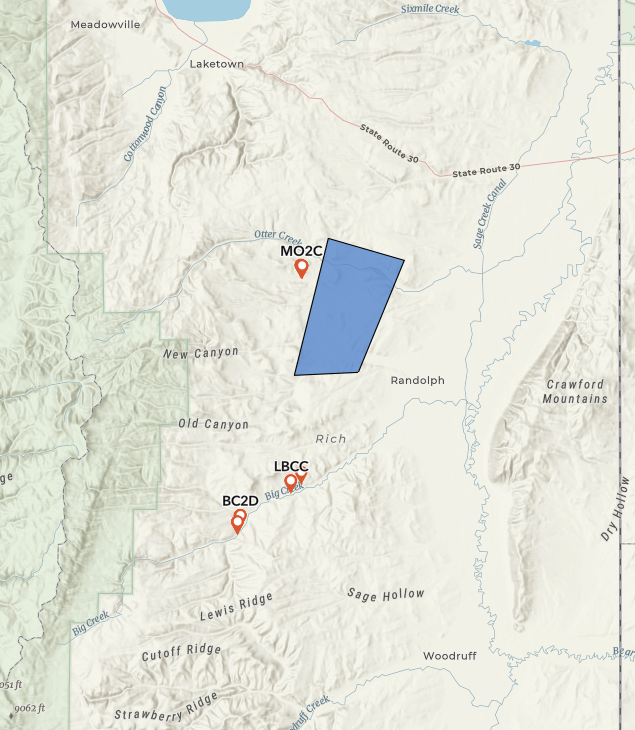 Sixmile Creek
Meadowville
Laketown
Cottonwood Canyon
State Route 30
State Route 30
Sage Creek Canal
Otter Creek
MO2C
New Canyon
Randolph
Crawford
Mountains
Old Canyon
Rich
LBCC
Big Creek
BC2D
Dry Hollow
Sage Hollow
Lewis Ridge
Big Creek
Cutoff Ridge
Woodruff
Bear
051 ft
9062 ft
Strawberry Ridge
druff Creek
ge